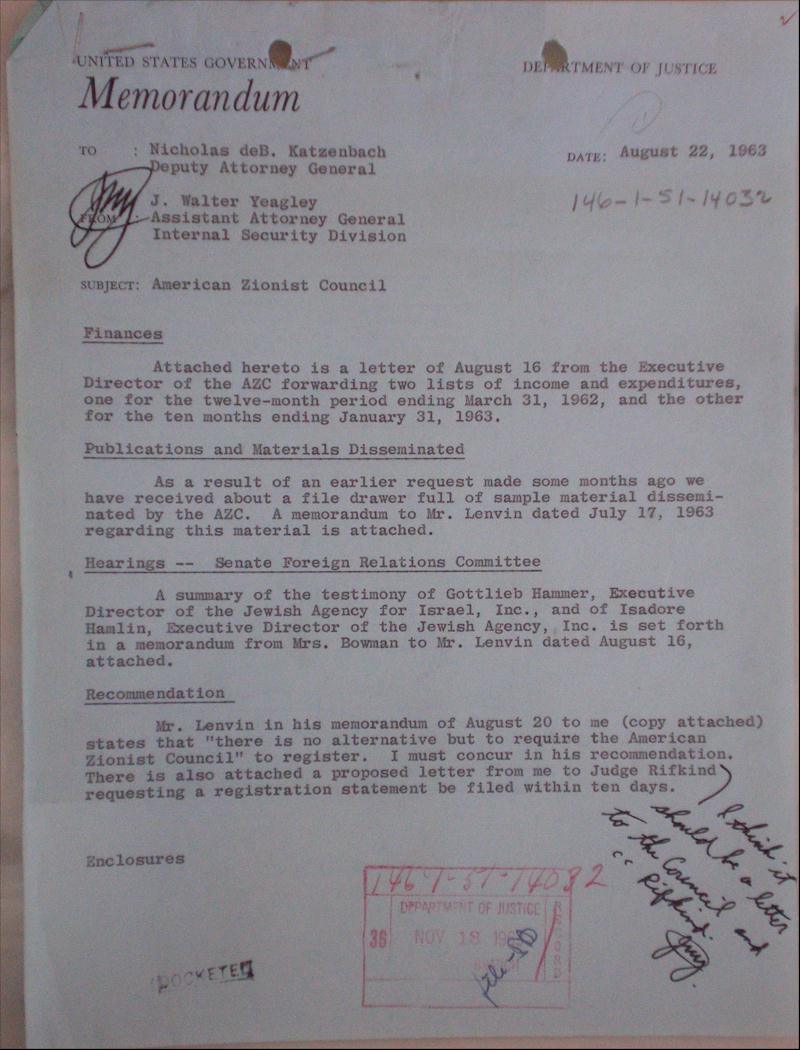 UNITED STATES GOVERNMENT
DEPARTMENT OF JUSTICE
Memorandum
TO : Nicholas deB. Katzenbach
Deputy Attorney General
DATE: August 22, 1963
146-1-51-14032
J. Walter Yeagley
FROM : Assistant Attorney General
Internal Security Division
SUBJECT: American Zionist Council
Finances
Attached hereto is a letter of August 16 from the Executive
Director of the AZC forwarding two lists of income and expenditures,
one for the twelve-month period ending March 31, 1962, and the other
for the ten months ending January 31, 1963.
Publications and Materials Disseminated
As a result of an earlier request made some months ago we
have received about a file drawer full of sample material dissemi-
nated by the AZC. A memorandum to Mr. Lenvin dated July 17, 1963
regarding this material is attached.
Hearings -- Senate Foreign Relations Committee
A summary of the testimony of Gottlieb Hammer, Executive
Director of the Jewish Agency for Israel, Inc., and of Isadore
Hamlin, Executive Director of the Jewish Agency, Inc. is set forth
in a memorandum from Mrs. Bowman to Mr. Lenvin dated August 16,
attached.
Recommendation
Mr. Lenvin in his memorandum of August 20 to me (copy attached)
states that "there is no alternative but to require the American
Zionist Council" to register. I must concur in his recommendation.
There is also attached a proposed letter from me to Judge Rifkind
requesting a registration statement be filed within ten days.
I think it
should be a letter
to the Council and
cc Rifkind.
Enclosures
146-1-51-14032
DEPARTMENT OF JUSTICE
36
NOV 18
DOCKETED